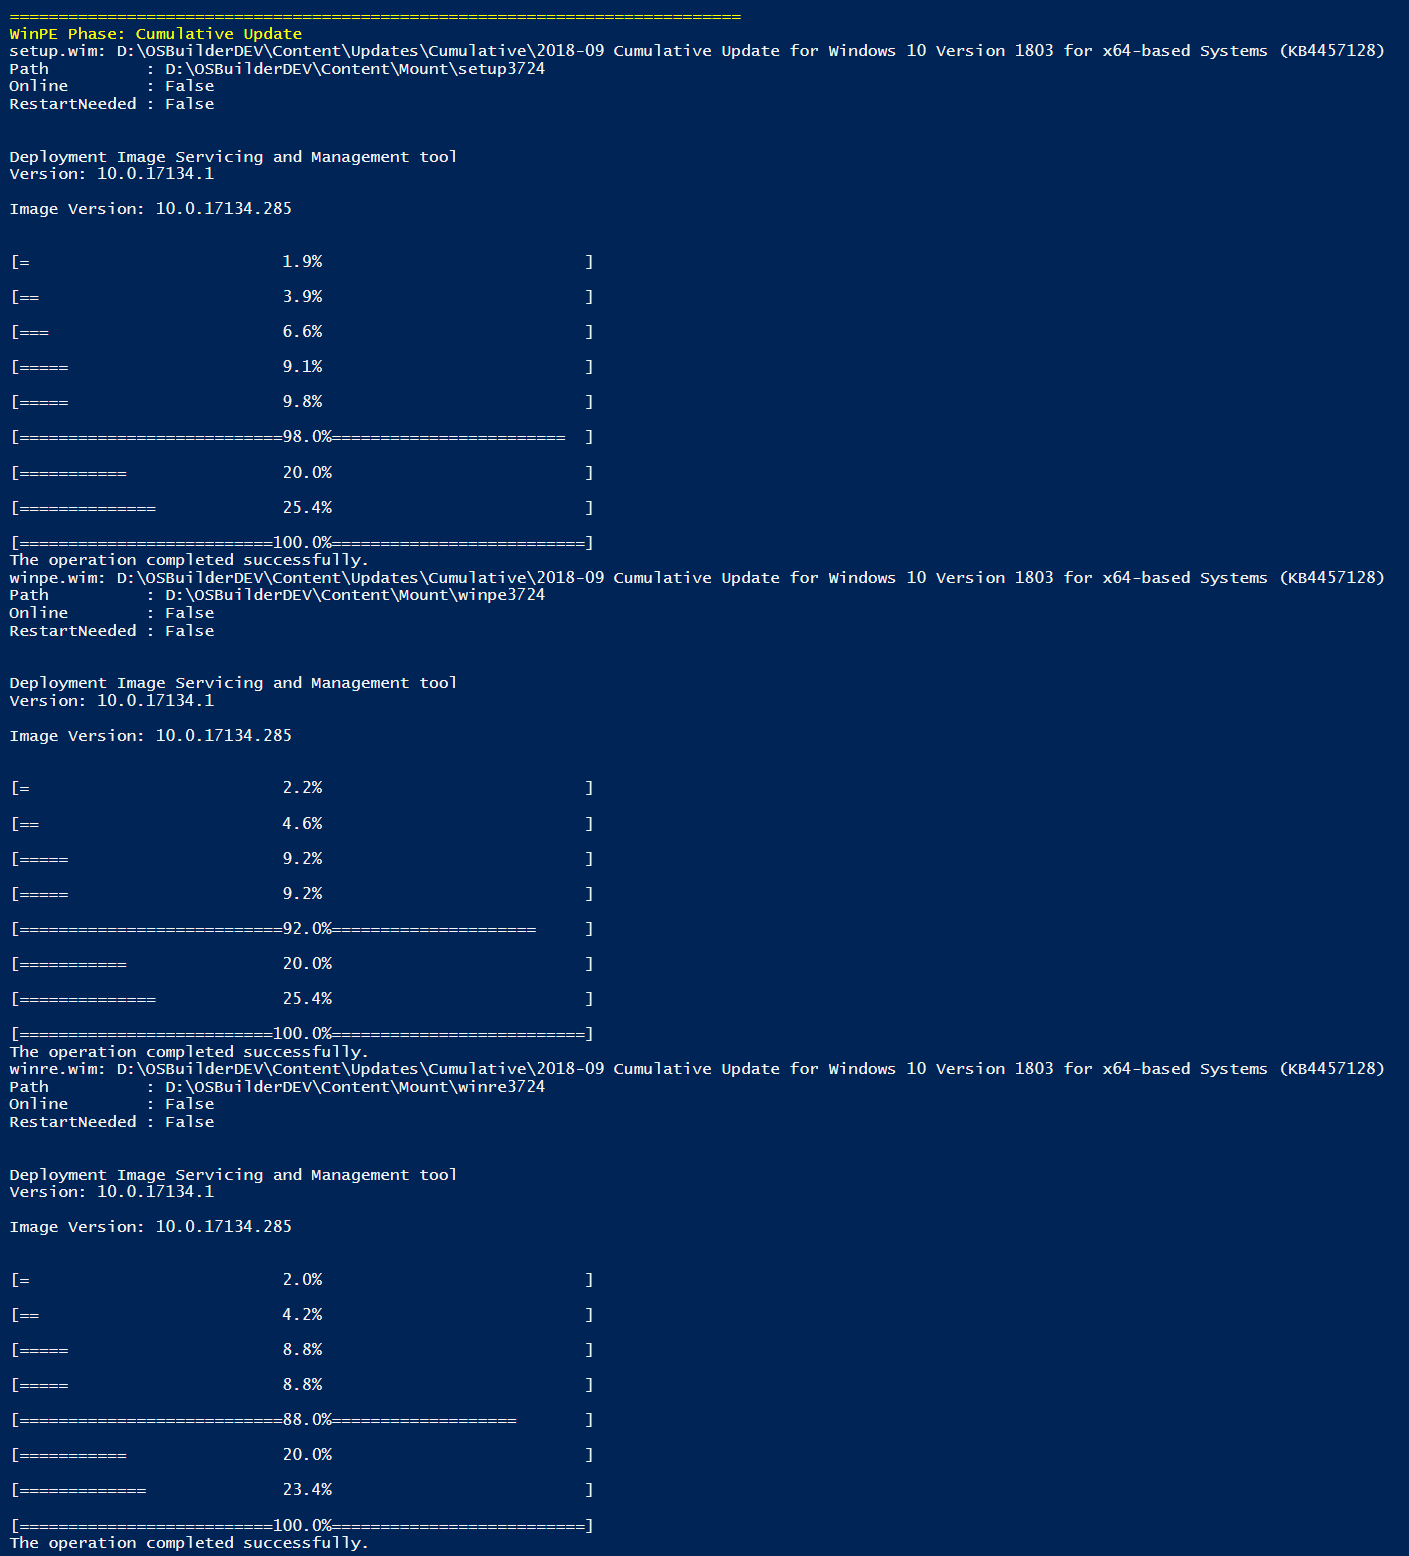 ===========================================================================
WinPE Phase: Cumulative Update
setup.wim: D:\OSBuilderDEV\Content\Updates\Cumulative\2018-09 Cumulative Update for Windows 10 Version 1803 for x64-based Systems (KB4457128)
Path          : D:\OSBuilderDEV\Content\Mount\setup3724
Online        : False
RestartNeeded : False

Deployment Image Servicing and Management tool
Version: 10.0.17134.1

Image Version: 10.0.17134.285

[=                          1.9%                           ]

[==                         3.9%                           ]

[===                        6.6%                           ]

[=====                      9.1%                           ]

[=====                      9.8%                           ]

[===========================98.0%========================  ]

[===========                20.0%                          ]

[==============             25.4%                          ]

[==========================100.0%==========================]
The operation completed successfully.
winpe.wim: D:\OSBuilderDEV\Content\Updates\Cumulative\2018-09 Cumulative Update for Windows 10 Version 1803 for x64-based Systems (KB4457128)
Path          : D:\OSBuilderDEV\Content\Mount\winpe3724
Online        : False
RestartNeeded : False

Deployment Image Servicing and Management tool
Version: 10.0.17134.1

Image Version: 10.0.17134.285

[=                          2.2%                           ]

[==                         4.6%                           ]

[=====                      9.2%                           ]

[=====                      9.2%                           ]

[===========================92.0%=====================     ]

[===========                20.0%                          ]

[==============             25.4%                          ]

[==========================100.0%==========================]
The operation completed successfully.
winre.wim: D:\OSBuilderDEV\Content\Updates\Cumulative\2018-09 Cumulative Update for Windows 10 Version 1803 for x64-based Systems (KB4457128)
Path          : D:\OSBuilderDEV\Content\Mount\winre3724
Online        : False
RestartNeeded : False

Deployment Image Servicing and Management tool
Version: 10.0.17134.1

Image Version: 10.0.17134.285

[=                          2.0%                           ]

[==                         4.2%                           ]

[=====                      8.8%                           ]

[=====                      8.8%                           ]

[===========================88.0%===================       ]

[===========                20.0%                          ]

[=============              23.4%                          ]

[==========================100.0%==========================]
The operation completed successfully.